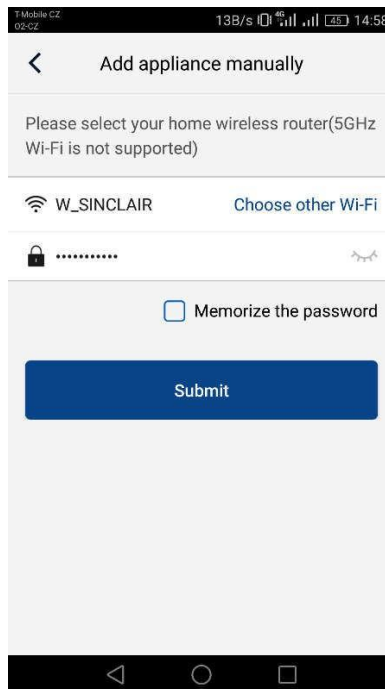 T-Mobile CZ
O2-CZ
13B/s 4G 45 14:58
Add appliance manually
Please select your home wireless router(5GHz
Wi-Fi is not supported)
W_SINCLAIR Choose other Wi-Fi
•••••••••••
Memorize the password
Submit